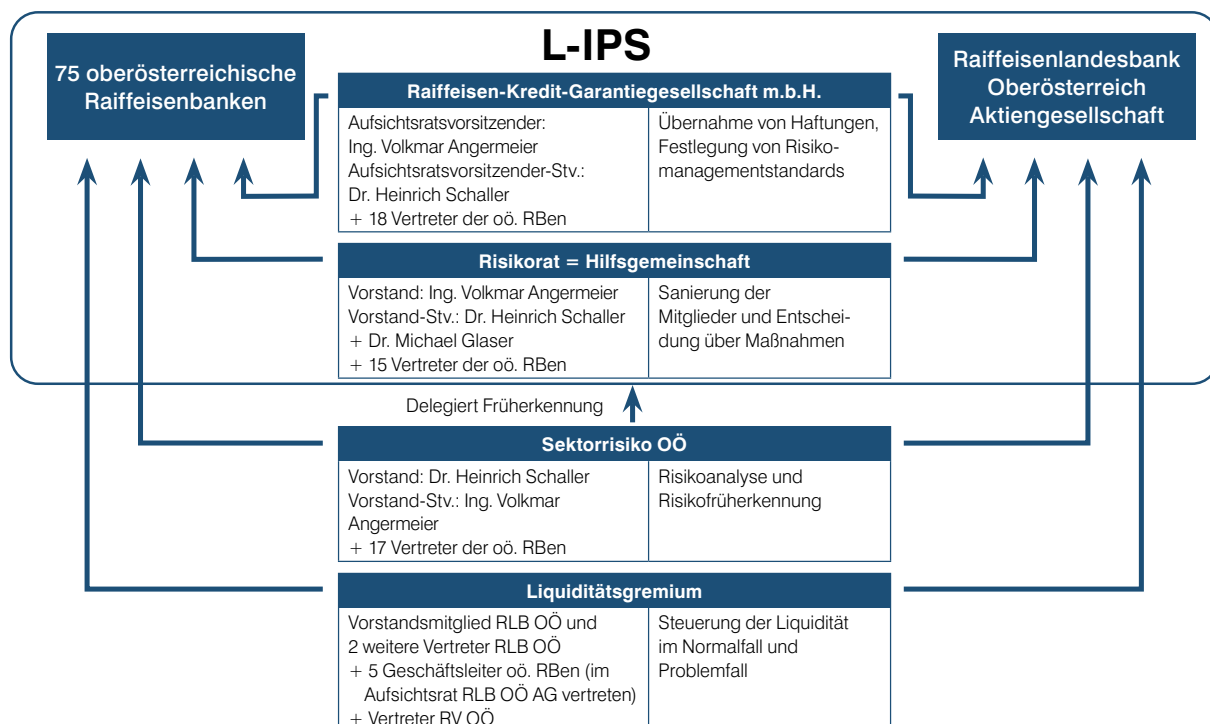 L-IPS
75 oberösterreichische
Raiffeisenbanken
Raiffeisenlandesbank
Oberösterreich
Aktiengesellschaft
Raiffeisen-Kredit-Garantiegesellschaft m.b.H.
Aufsichtsratsvorsitzender:
Ing. Volkmar Angermeier
Aufsichtsratsvorsitzender-Stv.:
Dr. Heinrich Schaller
+ 18 Vertreter der oö. RBen
Übernahme von Haftungen,
Festlegung von Risiko-
managementstandards
Risikorat = Hilfsgemeinschaft
Vorstand: Ing. Volkmar Angermeier
Vorstand-Stv.: Dr. Heinrich Schaller
+ Dr. Michael Glaser
+ 15 Vertreter der oö. RBen
Sanierung der
Mitglieder und Entschei-
dung über Maßnahmen
Delegiert Früherkennung
Sektorrisiko OÖ
Vorstand: Dr. Heinrich Schaller
Vorstand-Stv.: Ing. Volkmar
Angermeier
+ 17 Vertreter der oö. RBen
Risikoanalyse und
Risikofrüherkennung
Liquiditätsgremium
Vorstandsmitglied RLB OÖ und
2 weitere Vertreter RLB OÖ
+ 5 Geschäftsleiter oö. RBen (im
Aufsichtsrat RLB OÖ AG vertreten)
+ Vertreter RV OÖ
Steuerung der Liquidität
im Normalfall und
Problemfall